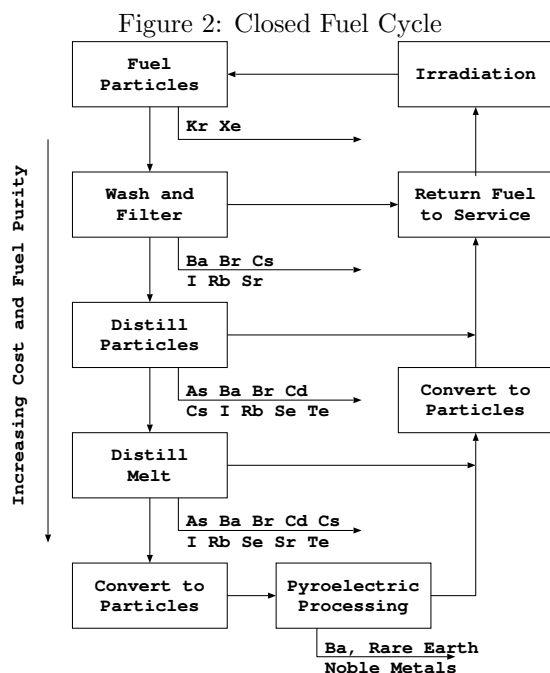 Figure 2: Closed Fuel Cycle
Fuel
Particles
Irradiation
Kr Xe
Wash and
Filter
Return Fuel
to Service
Ba Br Cs
I Rb Sr
Distill
Particles
As Ba Br Cd
Cs I Rb Se Te
Convert to
Particles
Distill
Melt
As Ba Br Cd Cs
I Rb Se Sr Te
Convert to
Particles
Pyroelectric
Processing
Ba, Rare Earth
Noble Metals
Increasing Cost and Fuel Purity